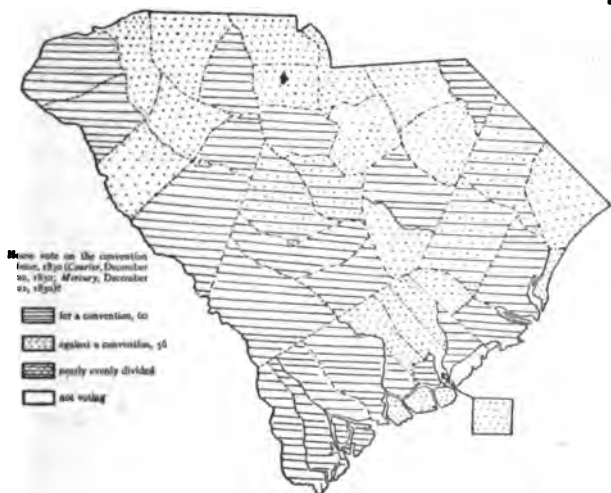 vote on the convention
1830 (Courier, December
1830; Mercury, December
for a convention, 60
against a convention, 56
nearly evenly divided
not voting